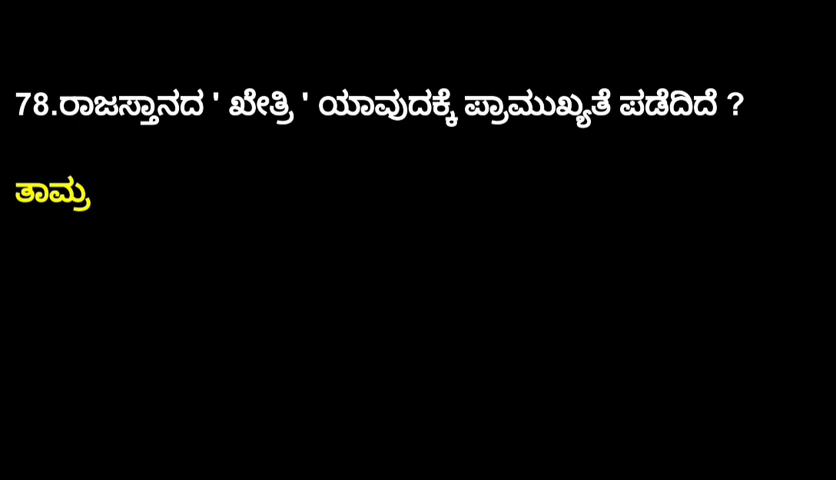 78.ರಾಜಸ್ತಾನದ ' ಖೇತ್ರಿ ' ಯಾವುದಕ್ಕೆ ಪ್ರಾಮುಖ್ಯತೆ ಪಡೆದಿದೆ ?
ತಾಮ್ರ